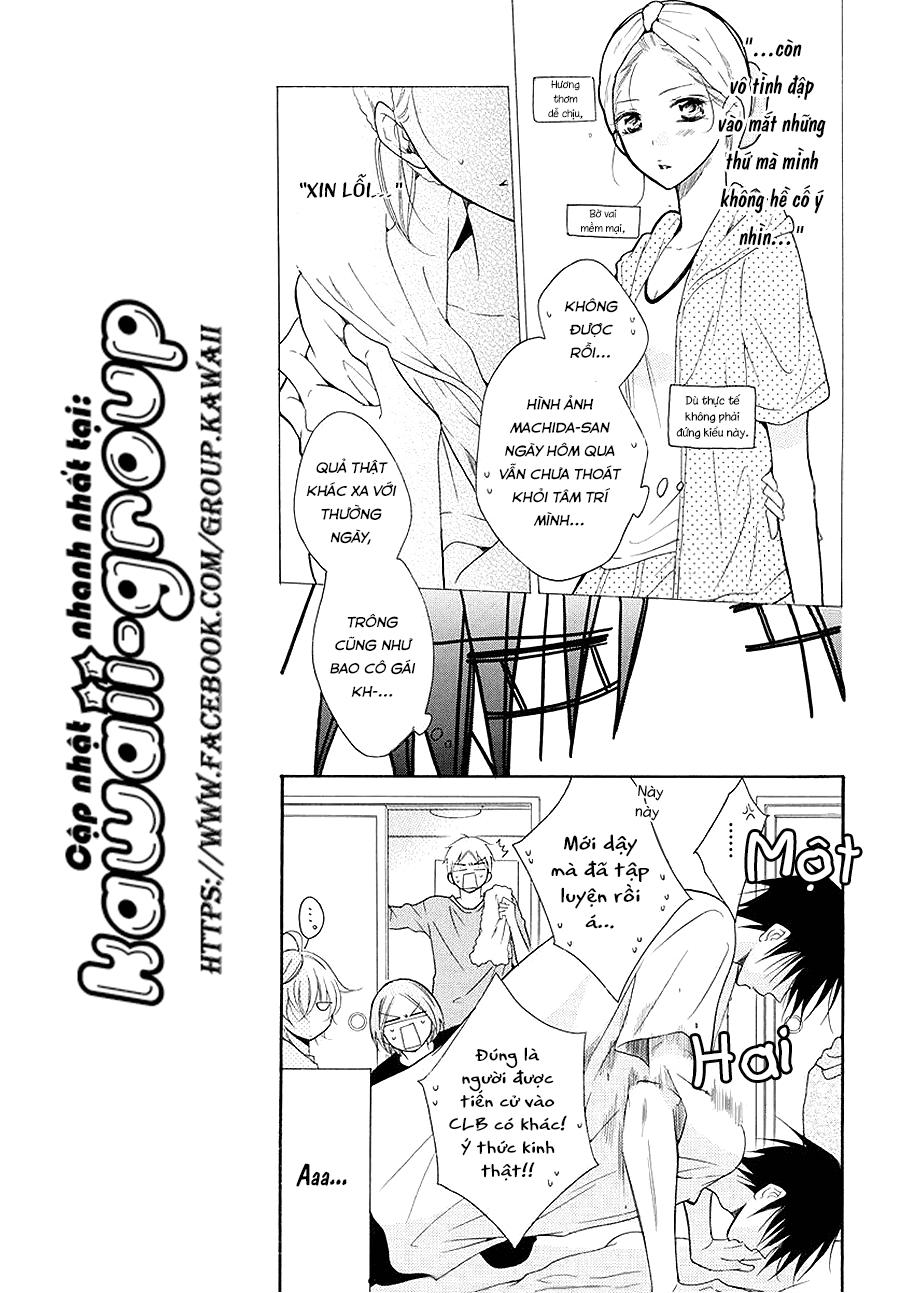 "...còn
vô tình đập
vào mắt những
thứ mà mình
không hề cố ý
nhìn..."
Hương
thơm
dễ chịu,
Bờ vai
mềm mại,
"XIN LỖI..."
KHÔNG
ĐƯỢC
RỒI...
HÌNH ẢNH
MACHIDA-SAN
NGÀY HÔM QUA
VẪN CHƯA THOÁT
KHỎI TÂM TRÍ
MÌNH...
Dù thực tế
không phải
đứng kiểu này.
QUẢ THẬT
KHÁC XA VỚI
THƯỜNG
NGÀY,
TRÔNG
CŨNG NHƯ
BAO CÔ GÁI
KH-...
Này
này
Mới dậy
mà đã tập
luyện rồi
á...
Một
Hai
Đúng là
người được
tiến cử vào
CLB có khác!
Ý thức kinh
thật!!
Aaa...
Cập nhật nhanh nhất tại:
kawaii-group
HTTPS://WWW.FACEBOOK.COM/GROUP.KAWAII